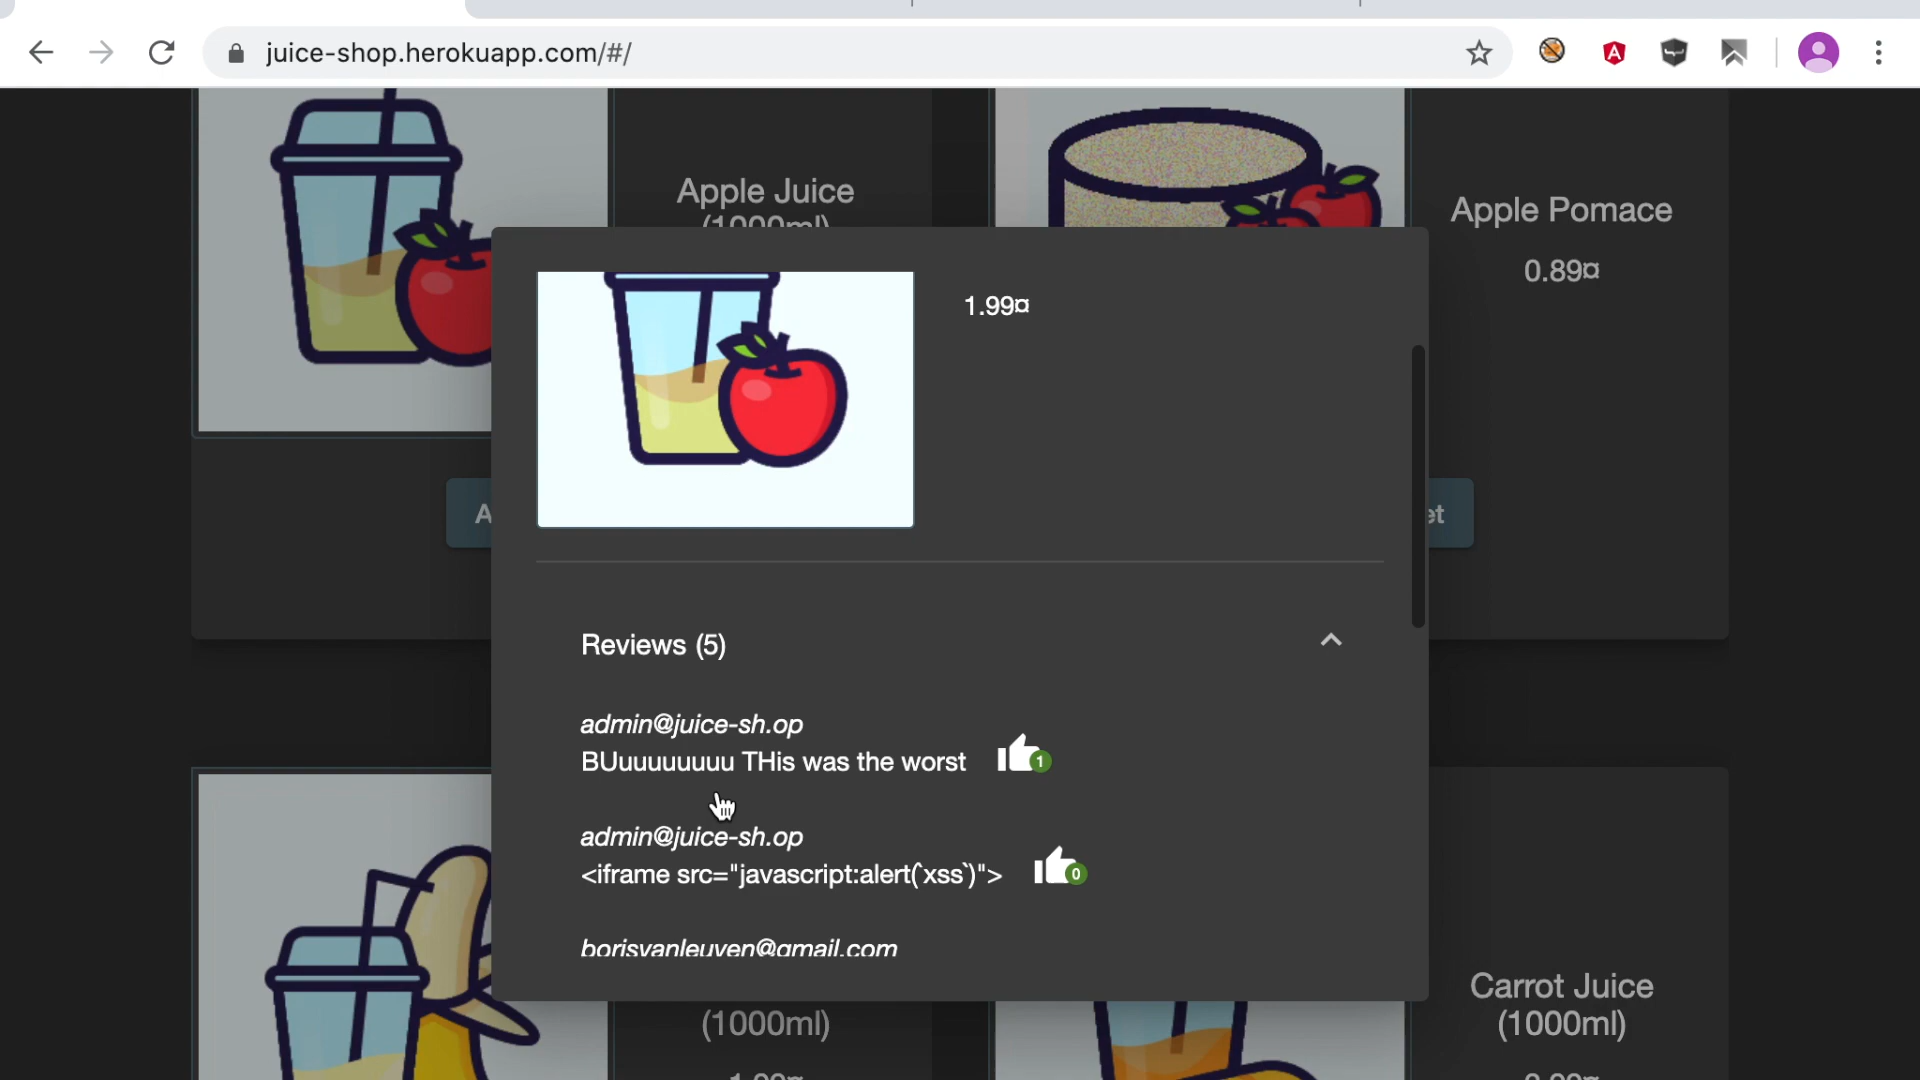 juice-shop.herokuapp.com/#/
Apple Juice
(1000ml)
Apple Pomace
0.89¤
1.99¤
A
et
Reviews (5)
admin@juice-sh.op
BUuuuuuuuu THis was the worst
1
admin@juice-sh.op
<iframe src="javascript:alert(`xss`)">
0
borisvanleuven@gmail.com
(1000ml)
Carrot Juice
(1000ml)